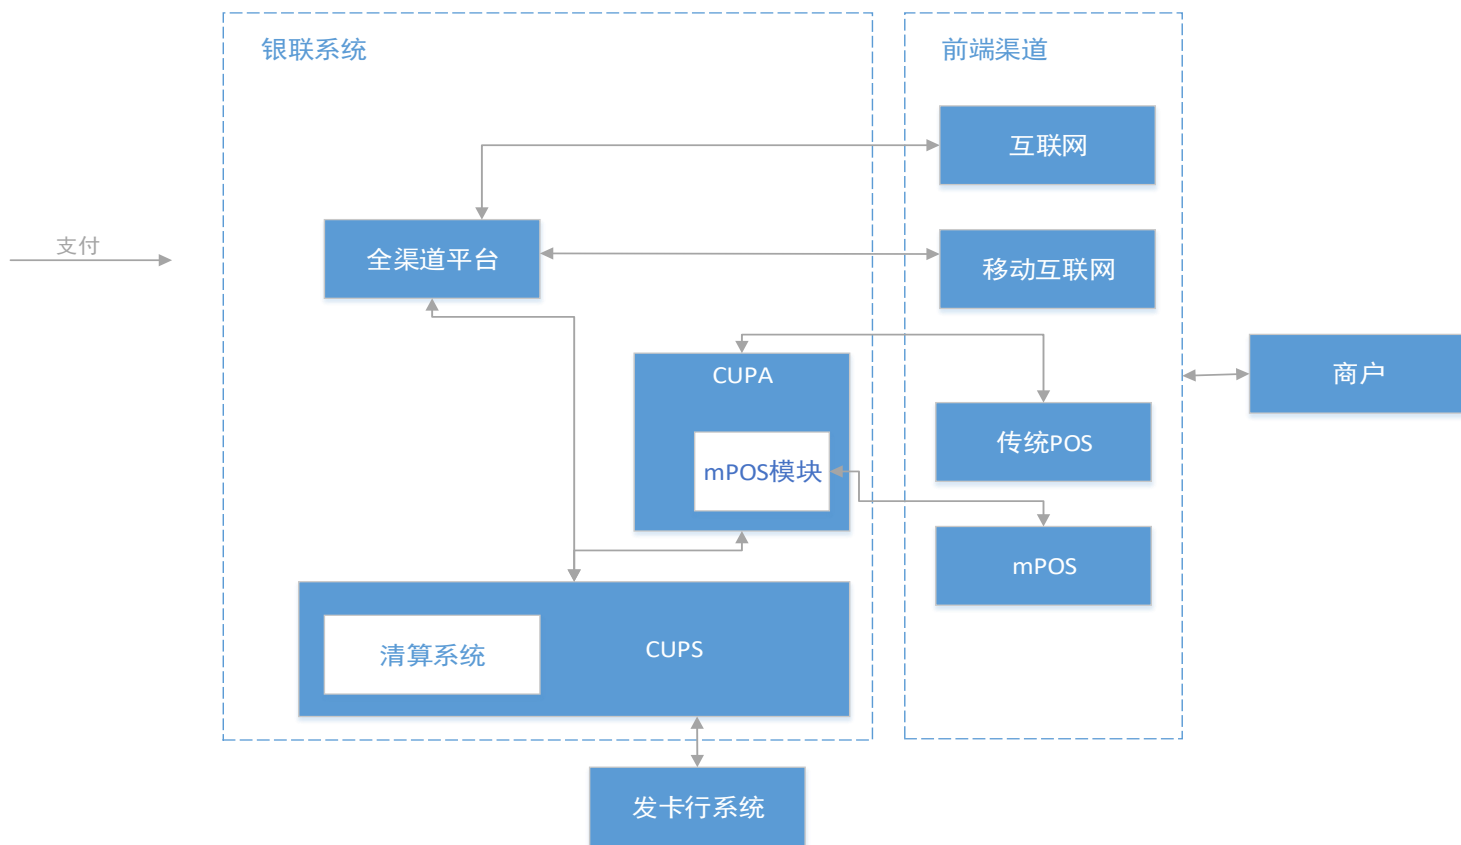 银联系统
前端渠道
互联网
支付
全渠道平台
移动互联网
CUPA
商户
传统POS
mPOS模块
mPOS
清算系统
CUPS
发卡行系统